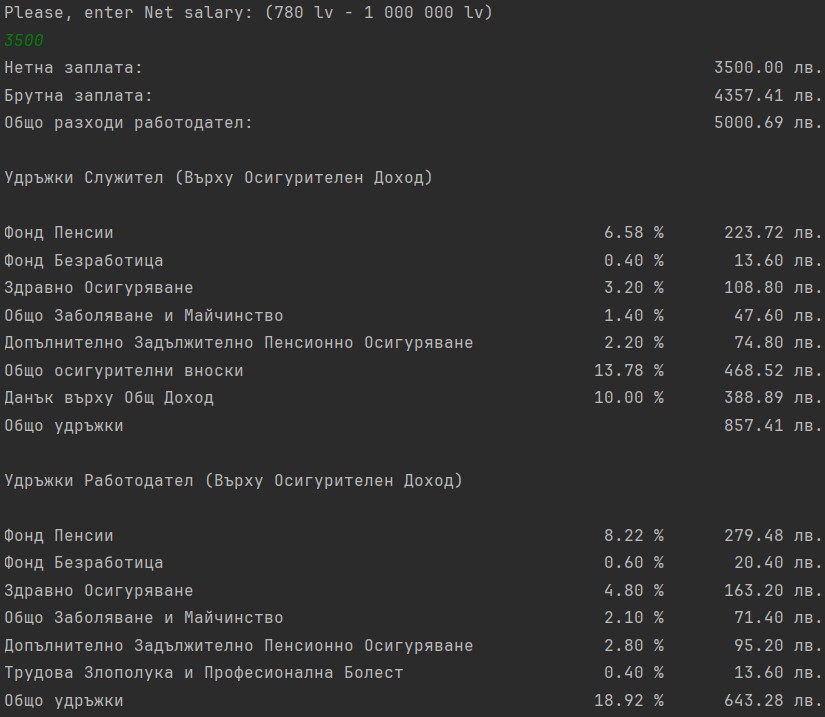 Please, enter Net salary: (780 lv - 1 000 000 lv)
3500
Нетна заплата: 3500.00 лв.
Брутна заплата: 4357.41 лв.
Общо разходи работодател: 5000.69 лв.
Удръжки Служител (Върху Осигурителен Доход)
Фонд Пенсии 6.58 % 223.72 лв.
Фонд Безработица 0.40 % 13.60 лв.
Здравно Осигуряване 3.20 % 108.80 лв.
Общо Заболяване и Майчинство 1.40 % 47.60 лв.
Допълнително Задължително Пенсионно Осигуряване 2.20 % 74.80 лв.
Общо осигурителни вноски 13.78 % 468.52 лв.
Данък върху Общ Доход 10.00 % 388.89 лв.
Общо удръжки 857.41 лв.
Удръжки Работодател (Върху Осигурителен Доход)
Фонд Пенсии 8.22 % 279.48 лв.
Фонд Безработица 0.60 % 20.40 лв.
Здравно Осигуряване 4.80 % 163.20 лв.
Общо Заболяване и Майчинство 2.10 % 71.40 лв.
Допълнително Задължително Пенсионно Осигуряване 2.80 % 95.20 лв.
Трудова Злополука и Професионална Болест 0.40 % 13.60 лв.
Общо удръжки 18.92 % 643.28 лв.